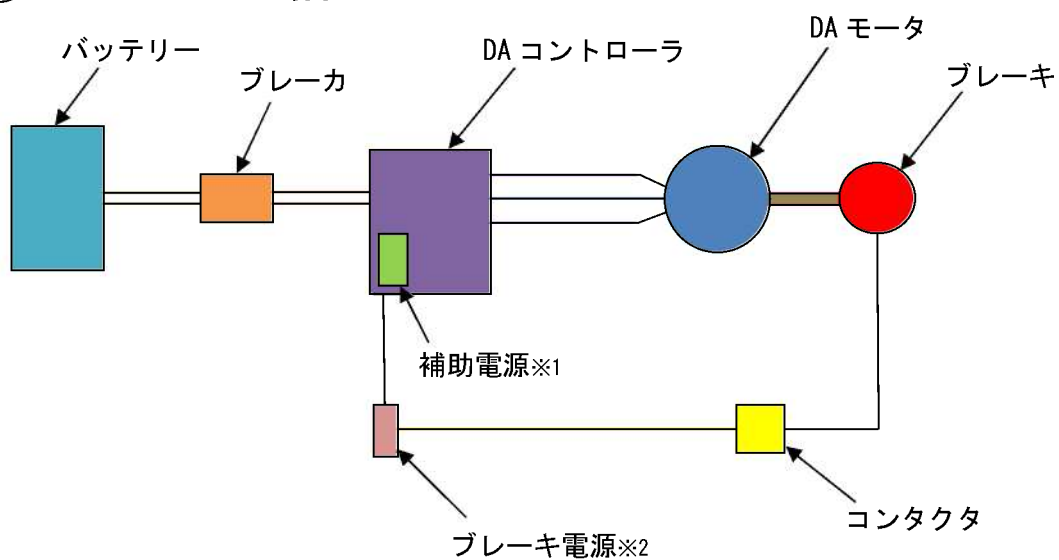 DA モータ
バッテリー
DA コントローラ
ブレーカ
ブレーキ
補助電源※1
コンタクタ
ブレーキ電源※2